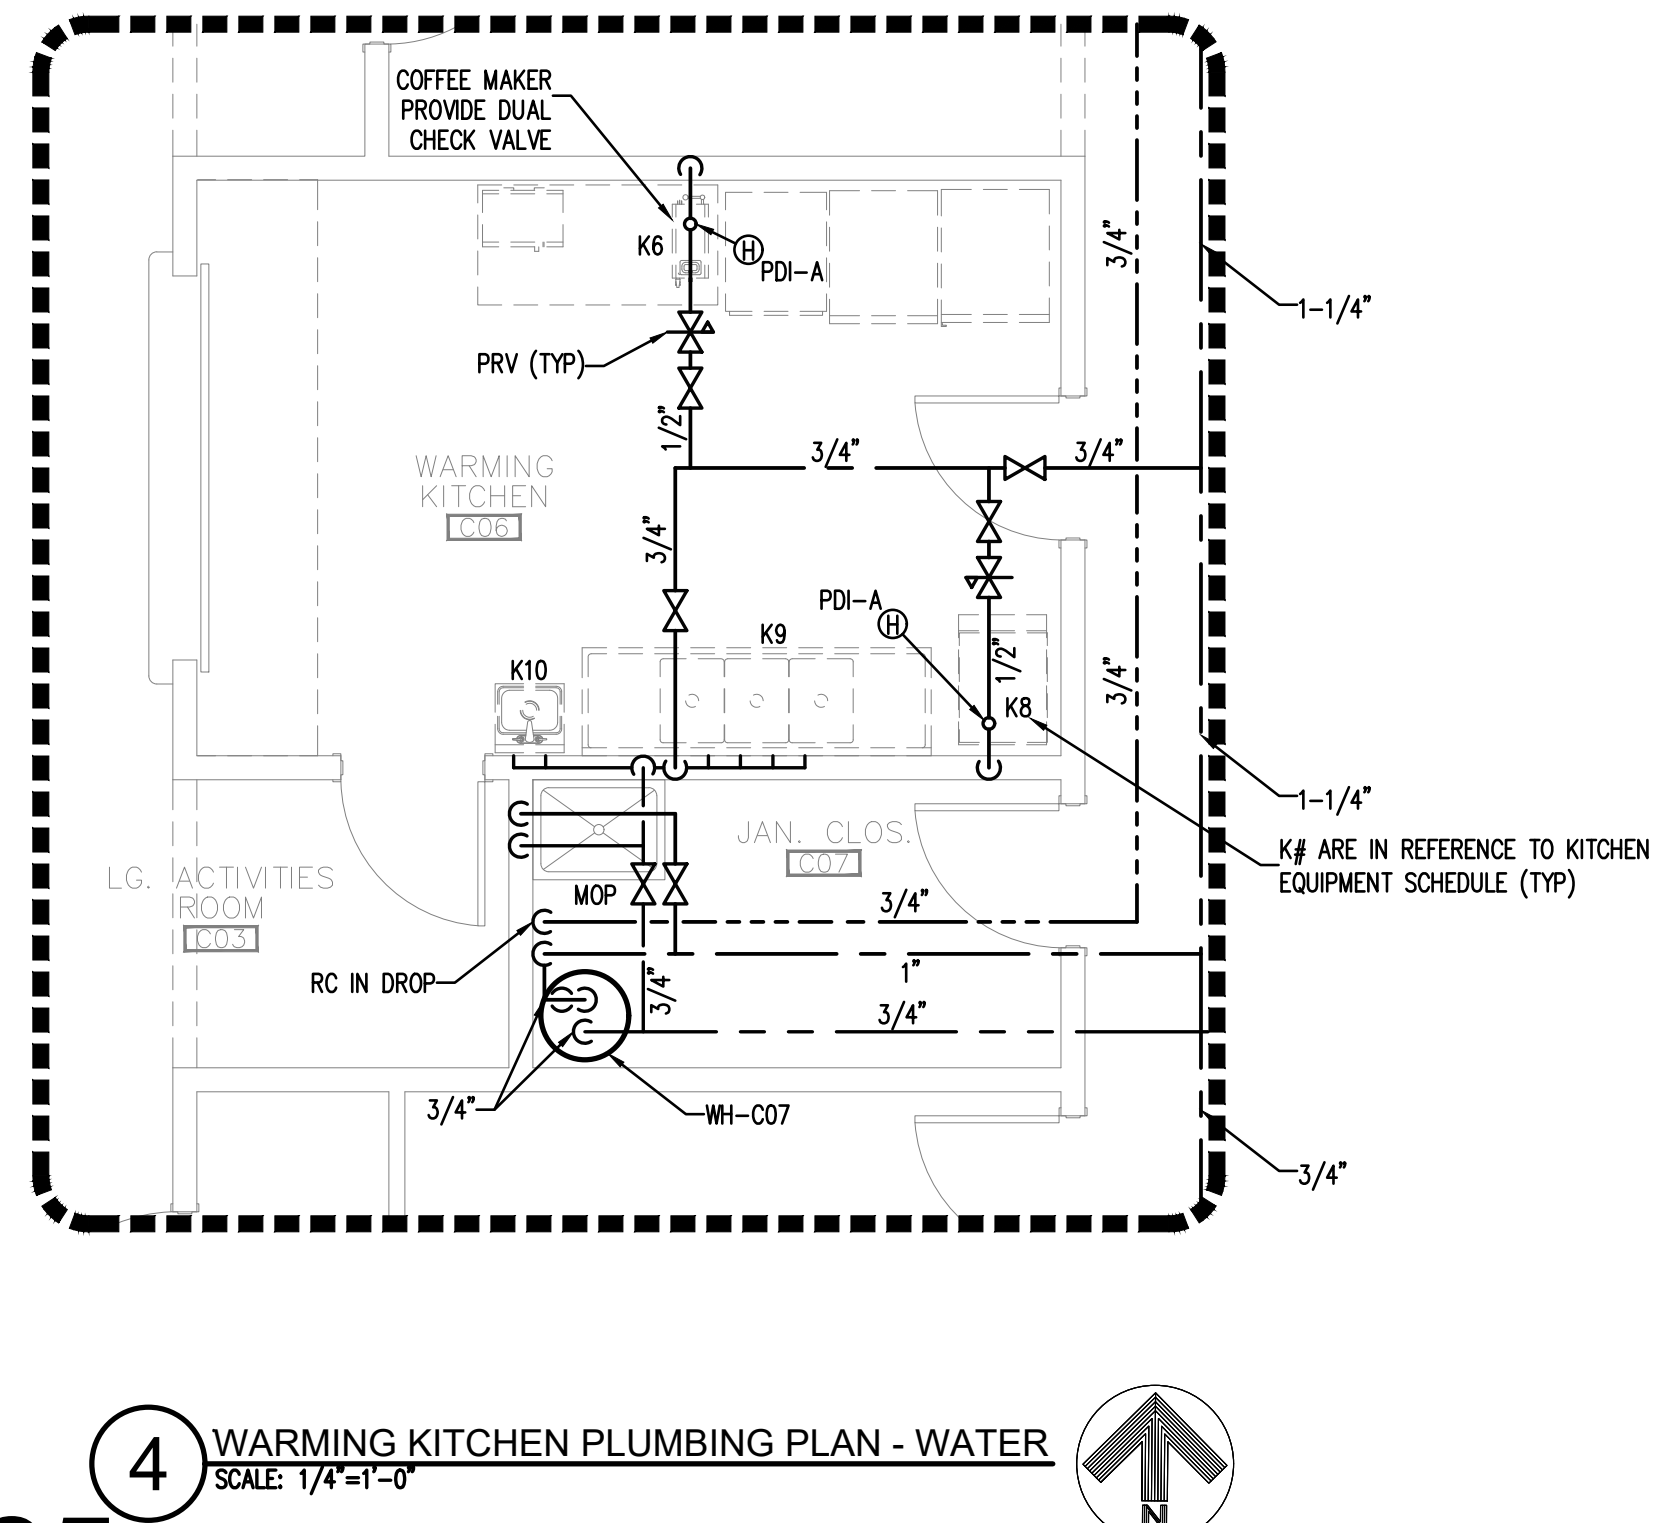 COFFEE MAKER
PROVIDE DUAL
CHECK VALVE
K6
H
PDI-A
3/4"
1-1/4"
PRV (TYP)
1/2"
3/4"
3/4"
WARMING
KITCHEN
C06
3/4"
PDI-A
H
K9
K10
1/2"
K8
3/4"
1-1/4"
JAN. CLOS.
C07
K# ARE IN REFERENCE TO KITCHEN
EQUIPMENT SCHEDULE (TYP)
LG. ACTIVITIES
ROOM
C03
MOP
3/4"
RC IN DROP
3/4"
1"
3/4"
3/4"
WH-C07
3/4"
4
WARMING KITCHEN PLUMBING PLAN - WATER
SCALE: 1/4"=1'-0"
N